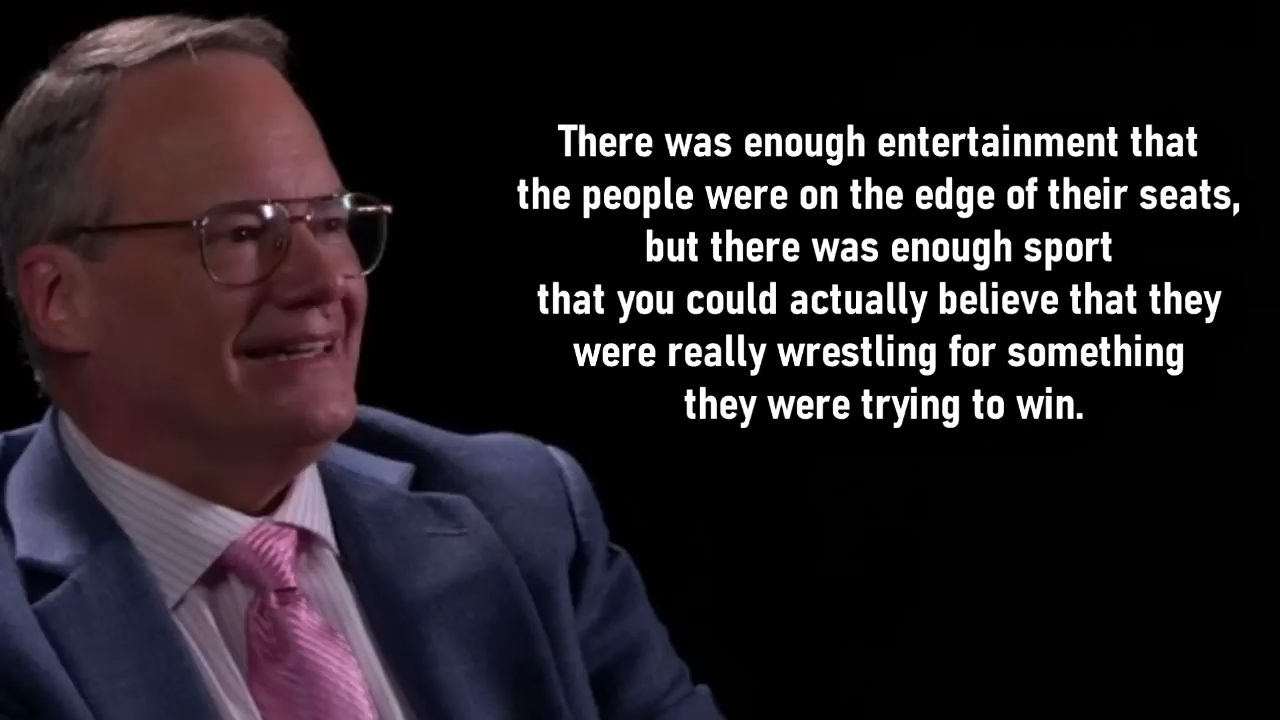 There was enough entertainment that
the people were on the edge of their seats,
but there was enough sport
that you could actually believe that they
were really wrestling for something
they were trying to win.